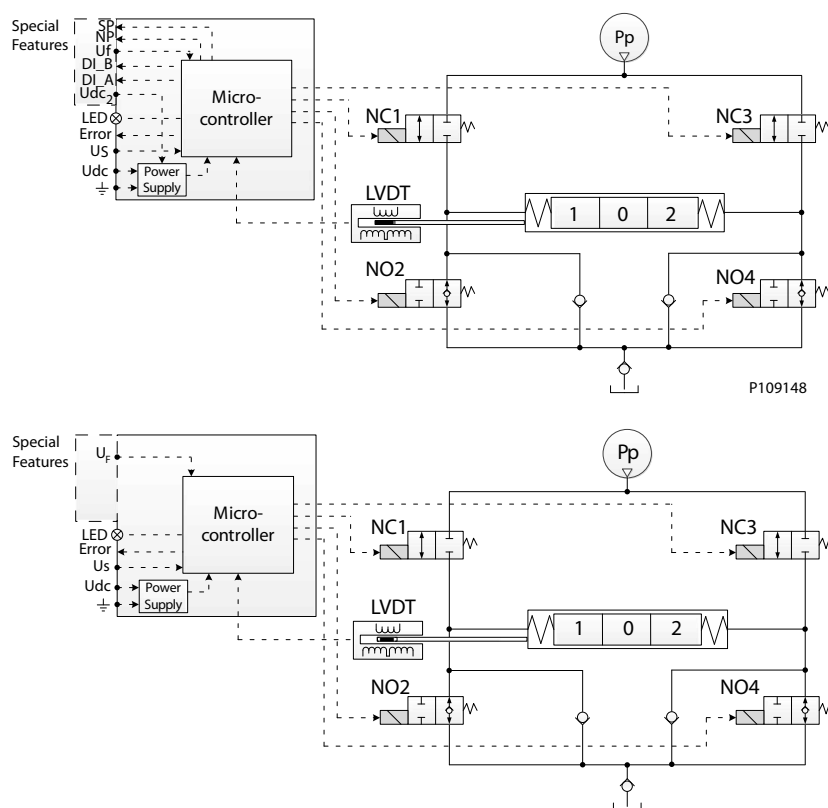 Special
Features
SP
NP
Uf
DI_B
DI_A
Udc
2
LED
Error
US
Udc
Micro-
controller
Power
Supply
Pp
NC1
NC3
LVDT
1 0 2
NO2
NO4
P109148
Special
Features
UF
LED
Error
Us
Udc
Micro-
controller
Power
Supply
Pp
NC1
NC3
LVDT
1 0 2
NO2
NO4